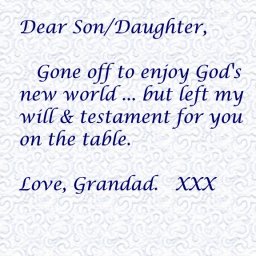 Dear Son/Daughter,
Gone off to enjoy God's
new world ... but left my
will & testament for you
on the table.
Love, Grandad. XXX